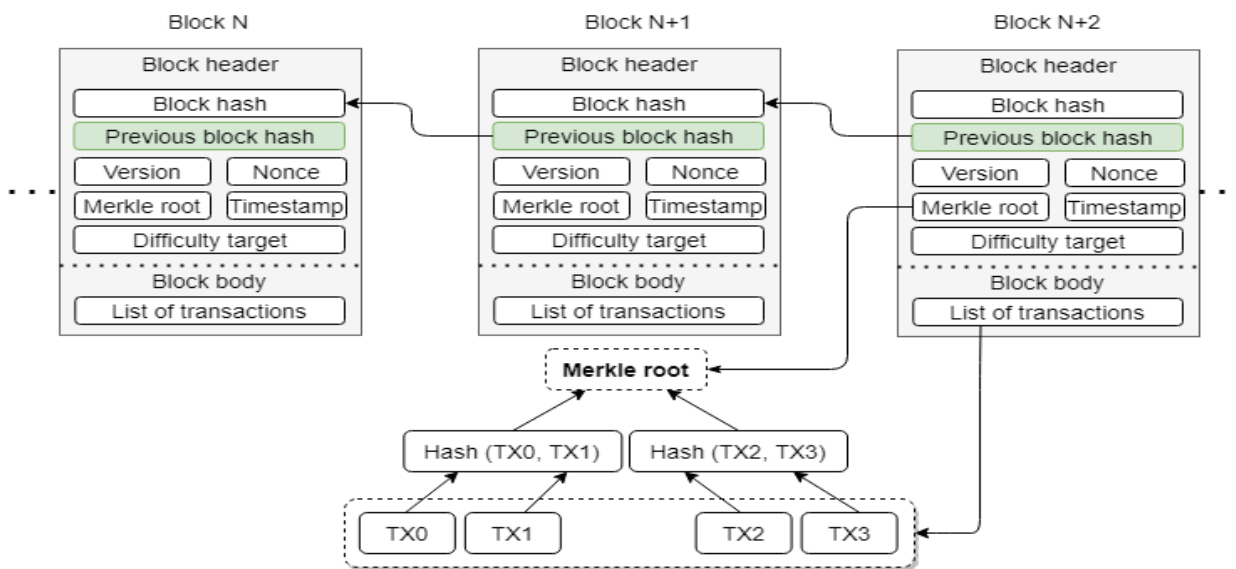 Block N
Block N+1
Block N+2
Block header
Block hash
Previous block hash
Version
Nonce
Merkle root
Timestamp
Difficulty target
Block body
List of transactions
Block header
Block hash
Previous block hash
Version
Nonce
Merkle root
Timestamp
Difficulty target
Block body
List of transactions
Block header
Block hash
Previous block hash
Version
Nonce
Merkle root
Timestamp
Difficulty target
Block body
List of transactions
Merkle root
Hash (TX0, TX1)
Hash (TX2, TX3)
TX0
TX1
TX2
TX3